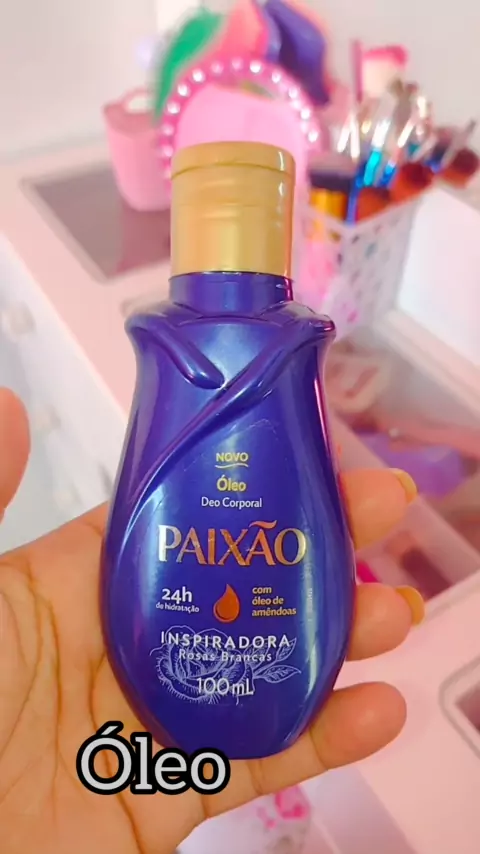 NOVO
Óleo
Deo Corporal
PAIXÃO
24h
de hidratação
com
óleo de
amêndoas
INSPIRADORA
Rosas Brancas
100mL
Óleo